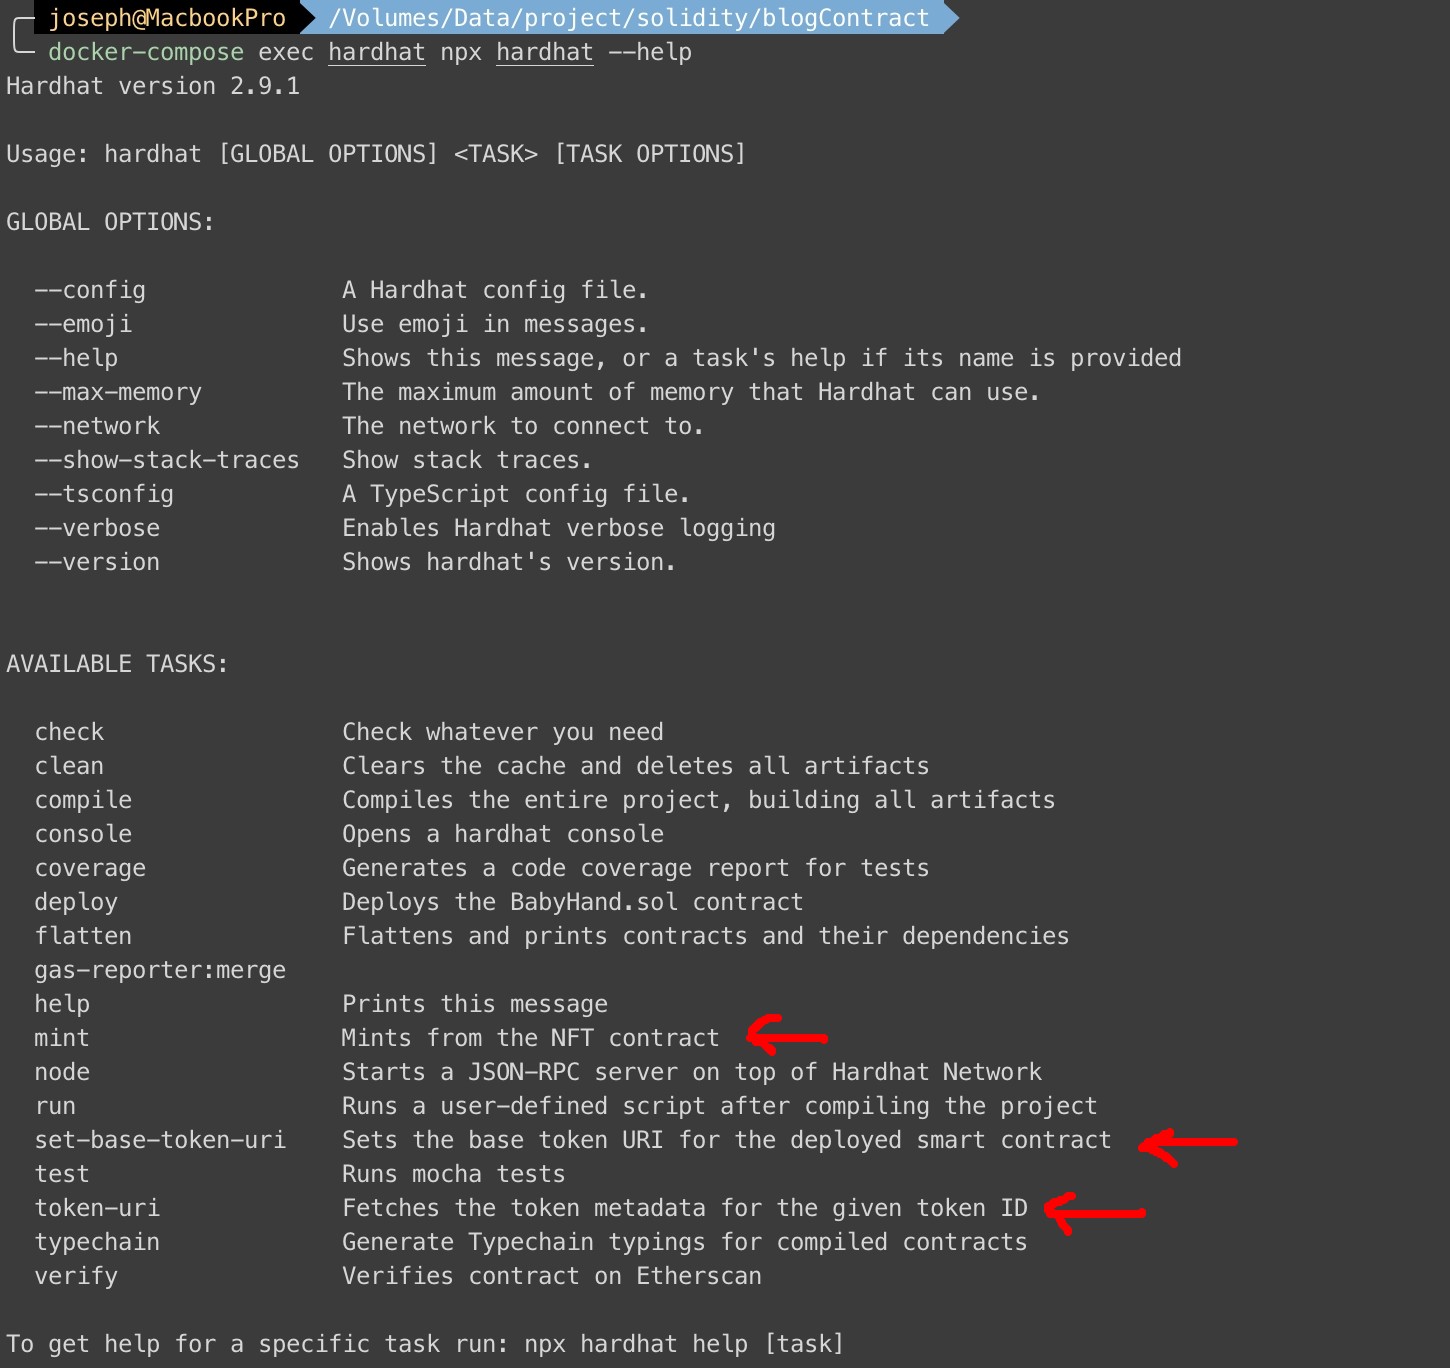 joseph@MacbookPro /Volumes/Data/project/solidity/blogContract
docker-compose exec hardhat npx hardhat --help
Hardhat version 2.9.1
Usage: hardhat [GLOBAL OPTIONS] <TASK> [TASK OPTIONS]
GLOBAL OPTIONS:
--config A Hardhat config file.
--emoji Use emoji in messages.
--help Shows this message, or a task's help if its name is provided
--max-memory The maximum amount of memory that Hardhat can use.
--network The network to connect to.
--show-stack-traces Show stack traces.
--tsconfig A TypeScript config file.
--verbose Enables Hardhat verbose logging
--version Shows hardhat's version.
AVAILABLE TASKS:
check Check whatever you need
clean Clears the cache and deletes all artifacts
compile Compiles the entire project, building all artifacts
console Opens a hardhat console
coverage Generates a code coverage report for tests
deploy Deploys the BabyHand.sol contract
flatten Flattens and prints contracts and their dependencies
gas-reporter:merge
help Prints this message
mint Mints from the NFT contract
node Starts a JSON-RPC server on top of Hardhat Network
run Runs a user-defined script after compiling the project
set-base-token-uri Sets the base token URI for the deployed smart contract
test Runs mocha tests
token-uri Fetches the token metadata for the given token ID
typechain Generate Typechain typings for compiled contracts
verify Verifies contract on Etherscan
To get help for a specific task run: npx hardhat help [task]